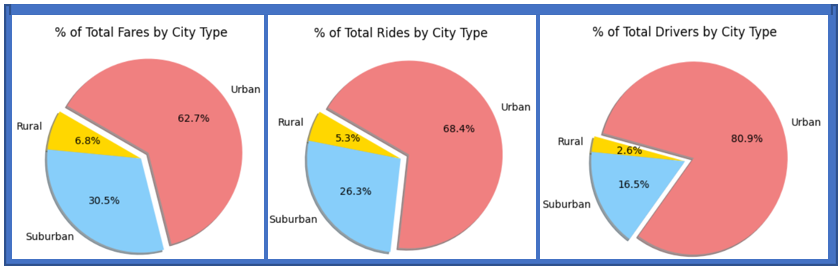 % of Total Fares by City Type
Urban
62.7%
Rural
6.8%
30.5%
Suburban
% of Total Rides by City Type
Urban
68.4%
Rural
5.3%
26.3%
Suburban
% of Total Drivers by City Type
Urban
80.9%
Rural
2.6%
16.5%
Suburban